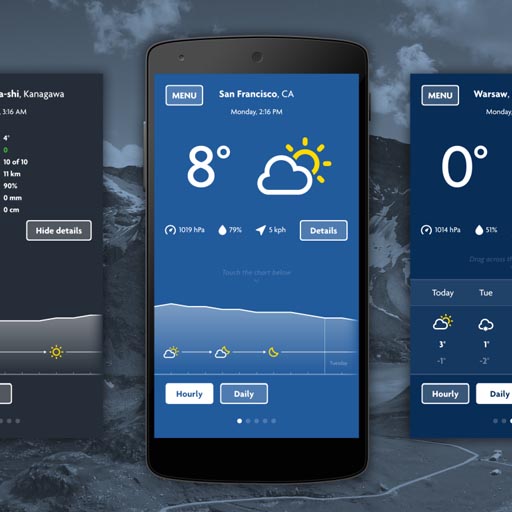 a-shi, Kanagawa
3:16 AM
4°
0
10 of 10
11 km
90%
0 mm
0 cm
Hide details
MENU
San Francisco, CA
Monday, 2:16 PM
8°
1019 hPa
79%
5 kph
Details
Touch the chart below
Tuesday
Hourly
Daily
MENU
Warsaw,
Monday,
0°
1014 hPa
51%
Drag across th
Today
Tue
3°
1°
-1°
-2°
Hourly
Daily